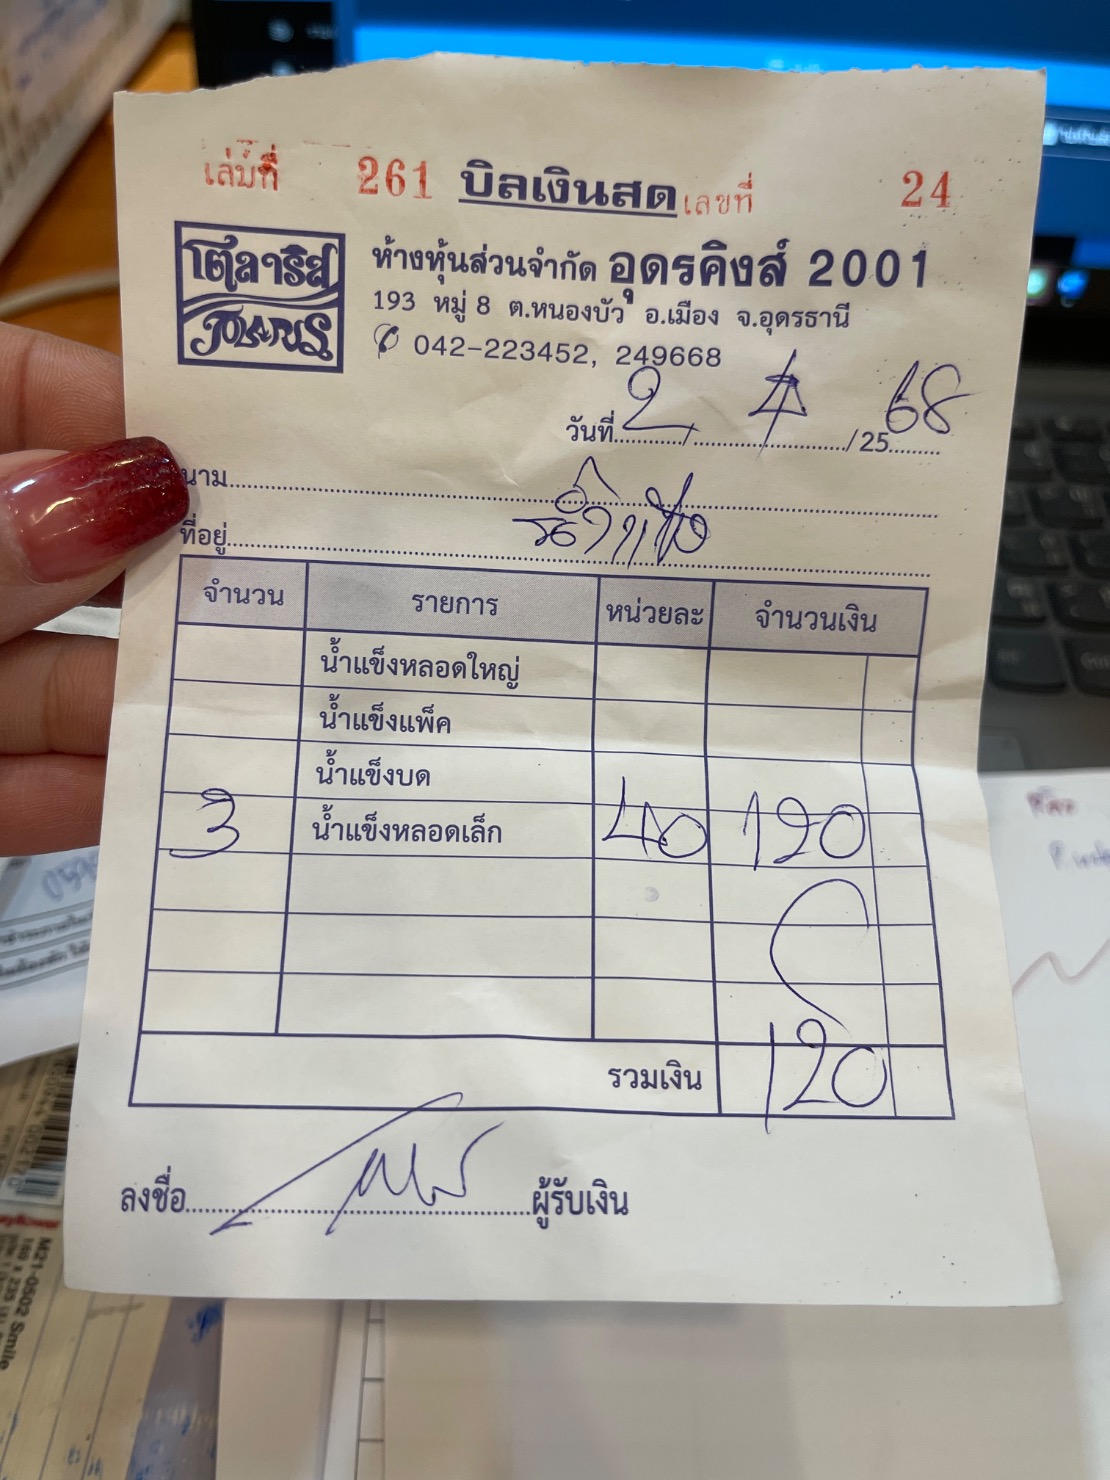 เล่มที่ 261 บิลเงินสด เลขที่ 24
โตลาริส
POLARIS
ห้างหุ้นส่วนจำกัด อุดรคิงส์ 2001
193 หมู่ 8 ต.หนองบัว อ.เมือง จ.อุดรธานี
042-223452, 249668
วันที่ 2 / 4 / 25 68
นาม
ที่อยู่
จำนวน รายการ หน่วยละ จำนวนเงิน
น้ำแข็งหลอดใหญ่
น้ำแข็งแพ็ค
น้ำแข็งบด
3 น้ำแข็งหลอดเล็ก 40 120
รวมเงิน 120
ลงชื่อ ผู้รับเงิน
M21-0502 Smile